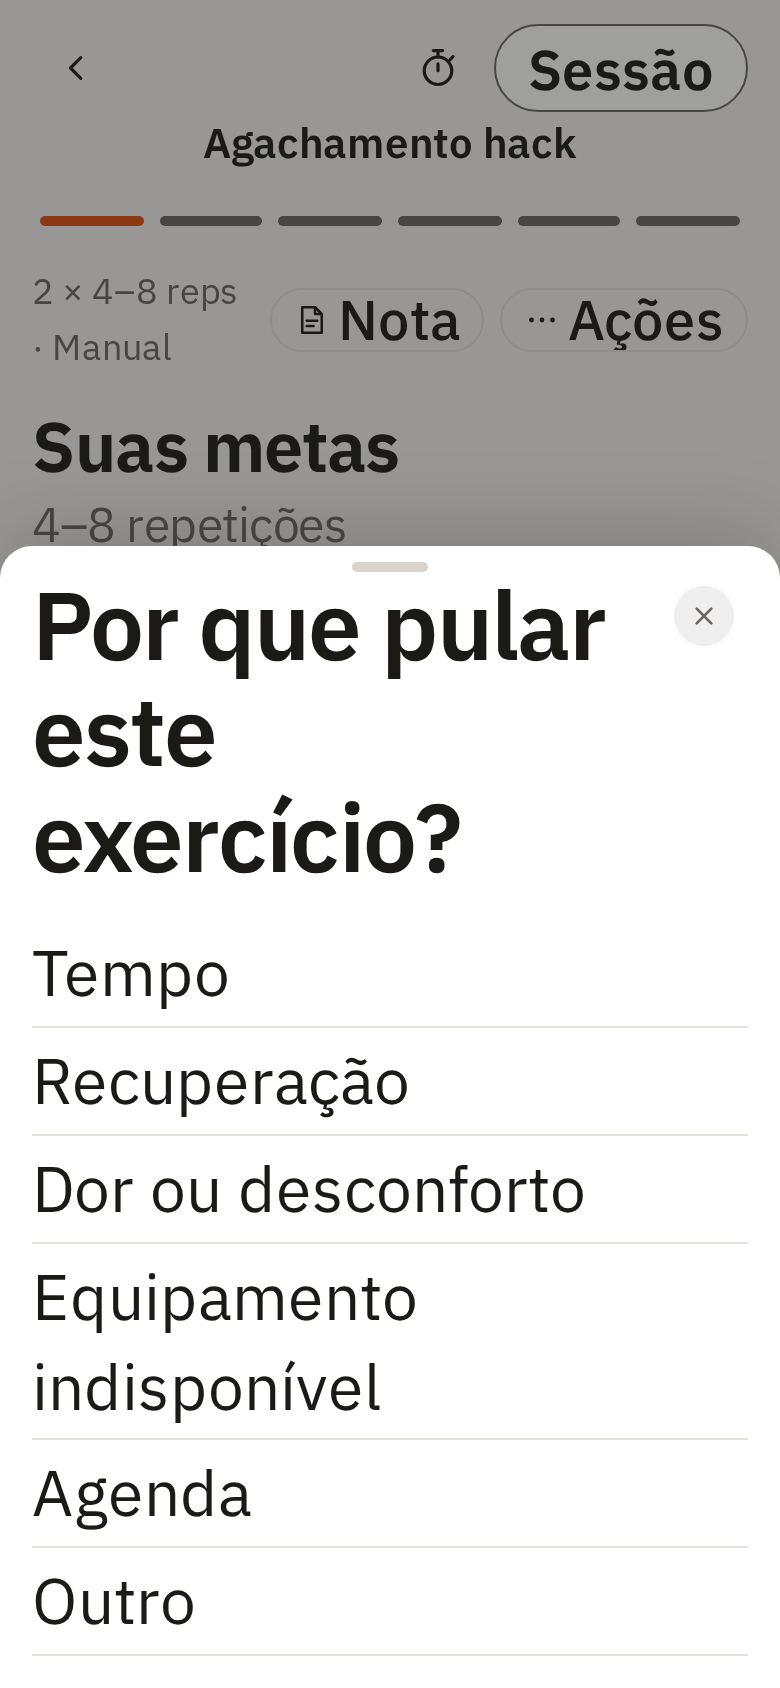 Sessão
Agachamento hack
2 × 4–8 reps
· Manual
Nota
Ações
Suas metas
4–8 repetições
Por que pular
este
exercício?
Tempo
Recuperação
Dor ou desconforto
Equipamento
indisponível
Agenda
Outro